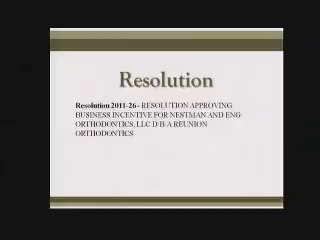 Resolution
Resolution 2011-26 - RESOLUTION APPROVING
BUSINESS INCENTIVE FOR NESTMAN AND ENG
ORTHODONTICS, LLC D/B/A REUNION
ORTHODONTICS